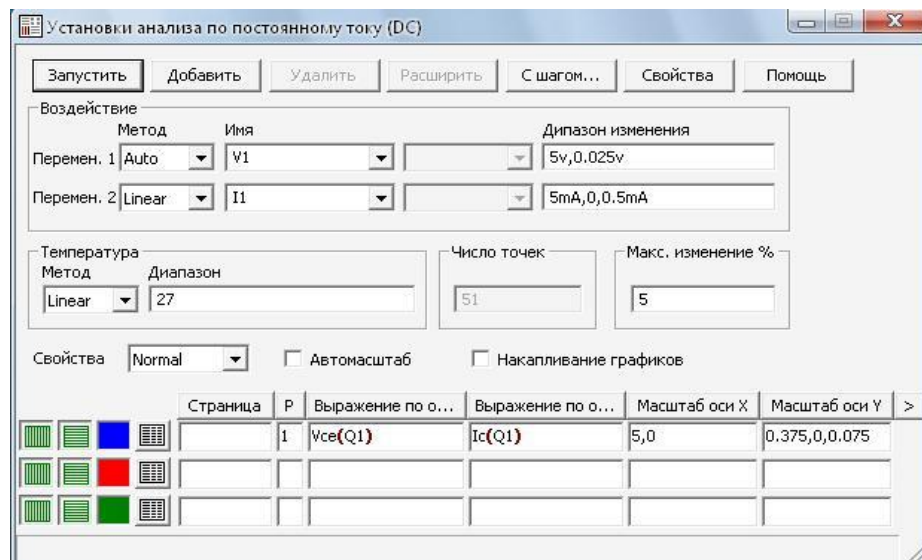 Установки анализа по постоянному току (DC)
Запустить Добавить Удалить Расширить С шагом... Свойства Помощь
Воздействие
Метод Имя Дипазон изменения
Перемен. 1 Auto V1 5v,0.025v
Перемен. 2 Linear I1 5mA,0,0.5mA
Температура Число точек Макс. изменение %
Метод Диапазон
Linear 27 51 5
Свойства Normal Автомасштаб Накапливание графиков
Страница P Выражение по о... Выражение по о... Масштаб оси X Масштаб оси Y >
1 Vce(Q1) Ic(Q1) 5,0 0.375,0,0.075